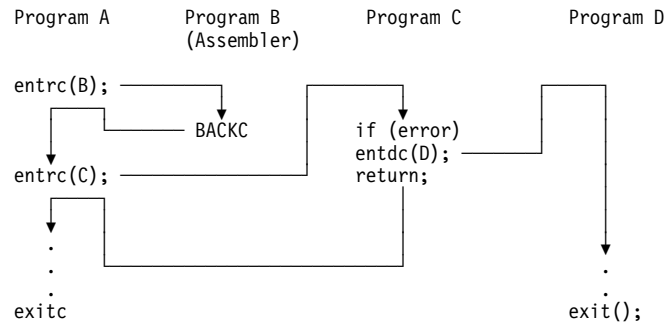 Program A Program B Program C Program D
(Assembler)
entrc(B);
BACKC if (error)
entdc(D);
entrc(C); return;
.
. .
. .
exitc exit();